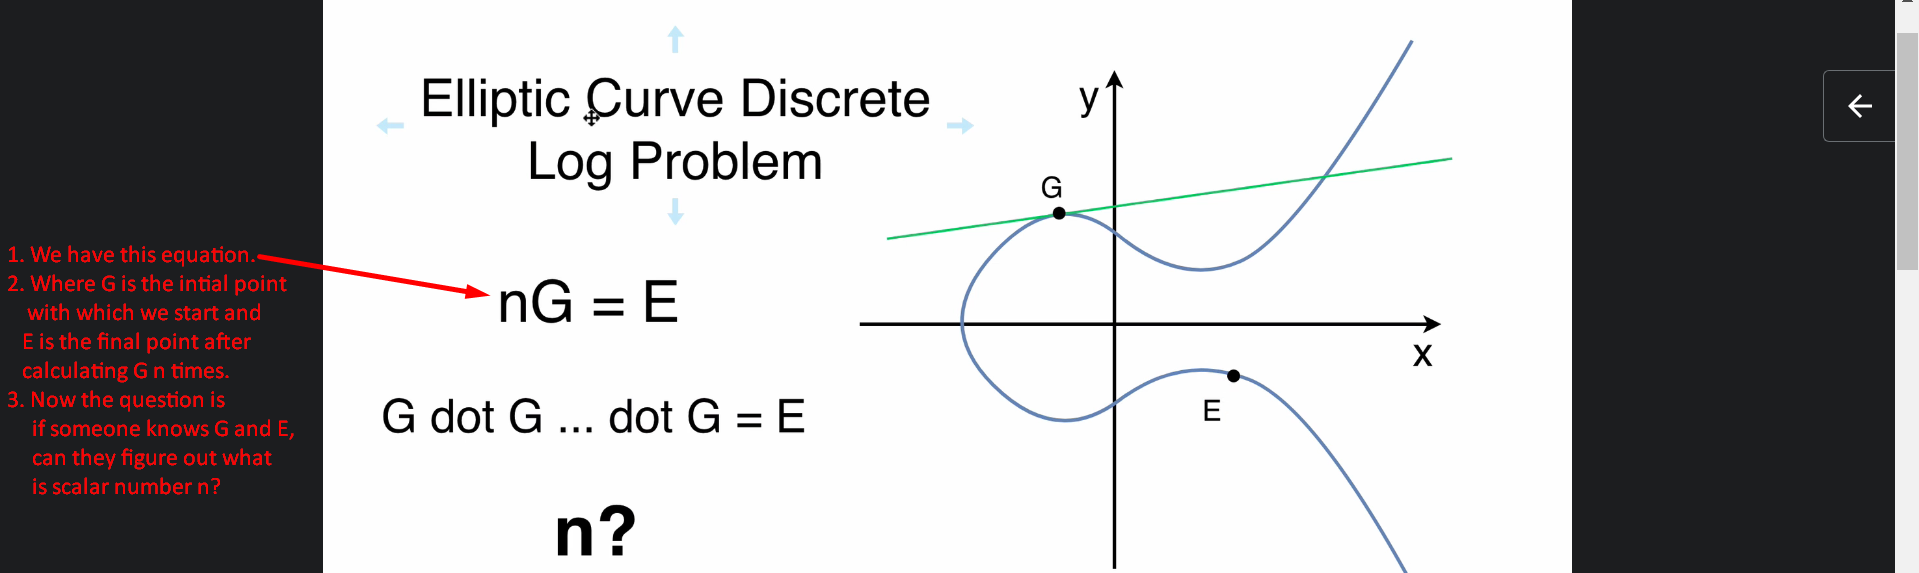 Elliptic Curve Discrete
Log Problem
1. We have this equation.
2. Where G is the intial point
with which we start and
E is the final point after
calculating G n times.
3. Now the question is
if someone knows G and E,
can they figure out what
is scalar number n?
nG = E
G dot G ... dot G = E
n?
y
G
x
E